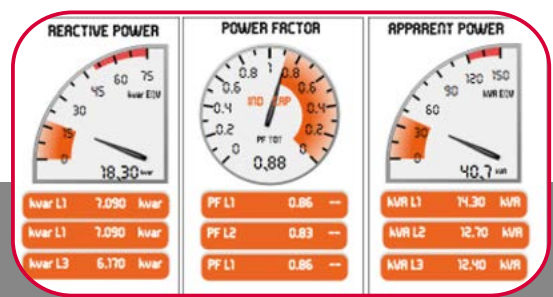 REACTIVE POWER
75
60
45
30
15
0
kvar EQV
18,30 kvar
kvar L1 7.090 kvar
kvar L1 7.090 kvar
kvar L3 6.170 kvar
POWER FACTOR
1
0.8 0.8
0.6 0.6
0.4 0.4
0.2 0.2
0 0
IND CAP
PF TOT
0,88
PF L1 0.86 --
PF L2 0.83 --
PF L1 0.86 --
APPARENT POWER
150
120
90
60
30
0
kVA EQV
40,7 kVA
kVA L1 14.30 kVA
kVA L2 12.70 kVA
kVA L3 12.40 kVA